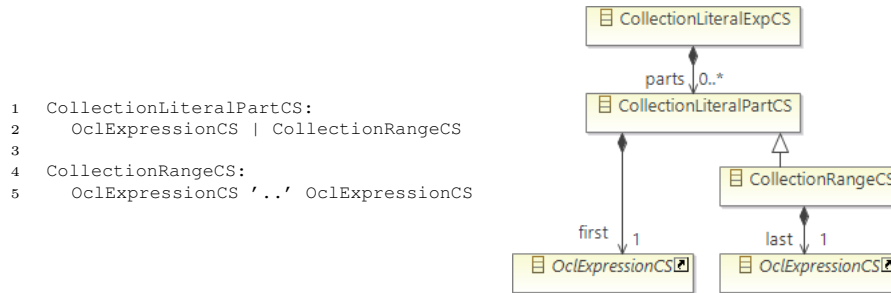 1 CollectionLiteralPartCS:
2 OclExpressionCS | CollectionRangeCS
3
4 CollectionRangeCS:
5 OclExpressionCS '..' OclExpressionCS
CollectionLiteralExpCS
parts 0..*
CollectionLiteralPartCS
CollectionRangeCS
first 1
last 1
OclExpressionCS
OclExpressionCS